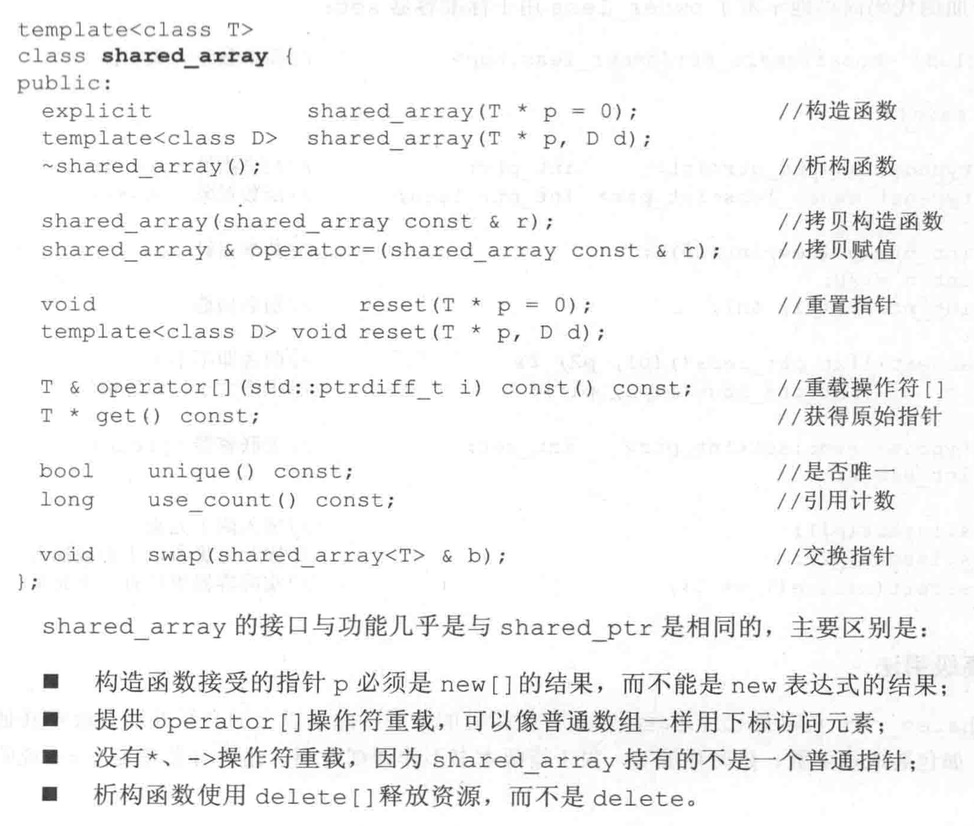 template<class T>
class shared_array {
public:
explicit shared_array(T * p = 0); //构造函数
template<class D> shared_array(T * p, D d);
~shared_array(); //析构函数
shared_array(shared_array const & r); //拷贝构造函数
shared_array & operator=(shared_array const & r); //拷贝赋值
void reset(T * p = 0); //重置指针
template<class D> void reset(T * p, D d);
T & operator[](std::ptrdiff_t i) const() const; //重载操作符[]
T * get() const; //获得原始指针
bool unique() const; //是否唯一
long use_count() const; //引用计数
void swap(shared_array<T> & b); //交换指针
};
shared_array 的接口与功能几乎是与 shared_ptr 是相同的，主要区别是：
■ 构造函数接受的指针 p 必须是 new[]的结果，而不能是 new 表达式的结果；
■ 提供 operator[]操作符重载，可以像普通数组一样用下标访问元素；
■ 没有*、->操作符重载，因为 shared_array 持有的不是一个普通指针；
■ 析构函数使用 delete[]释放资源，而不是 delete。